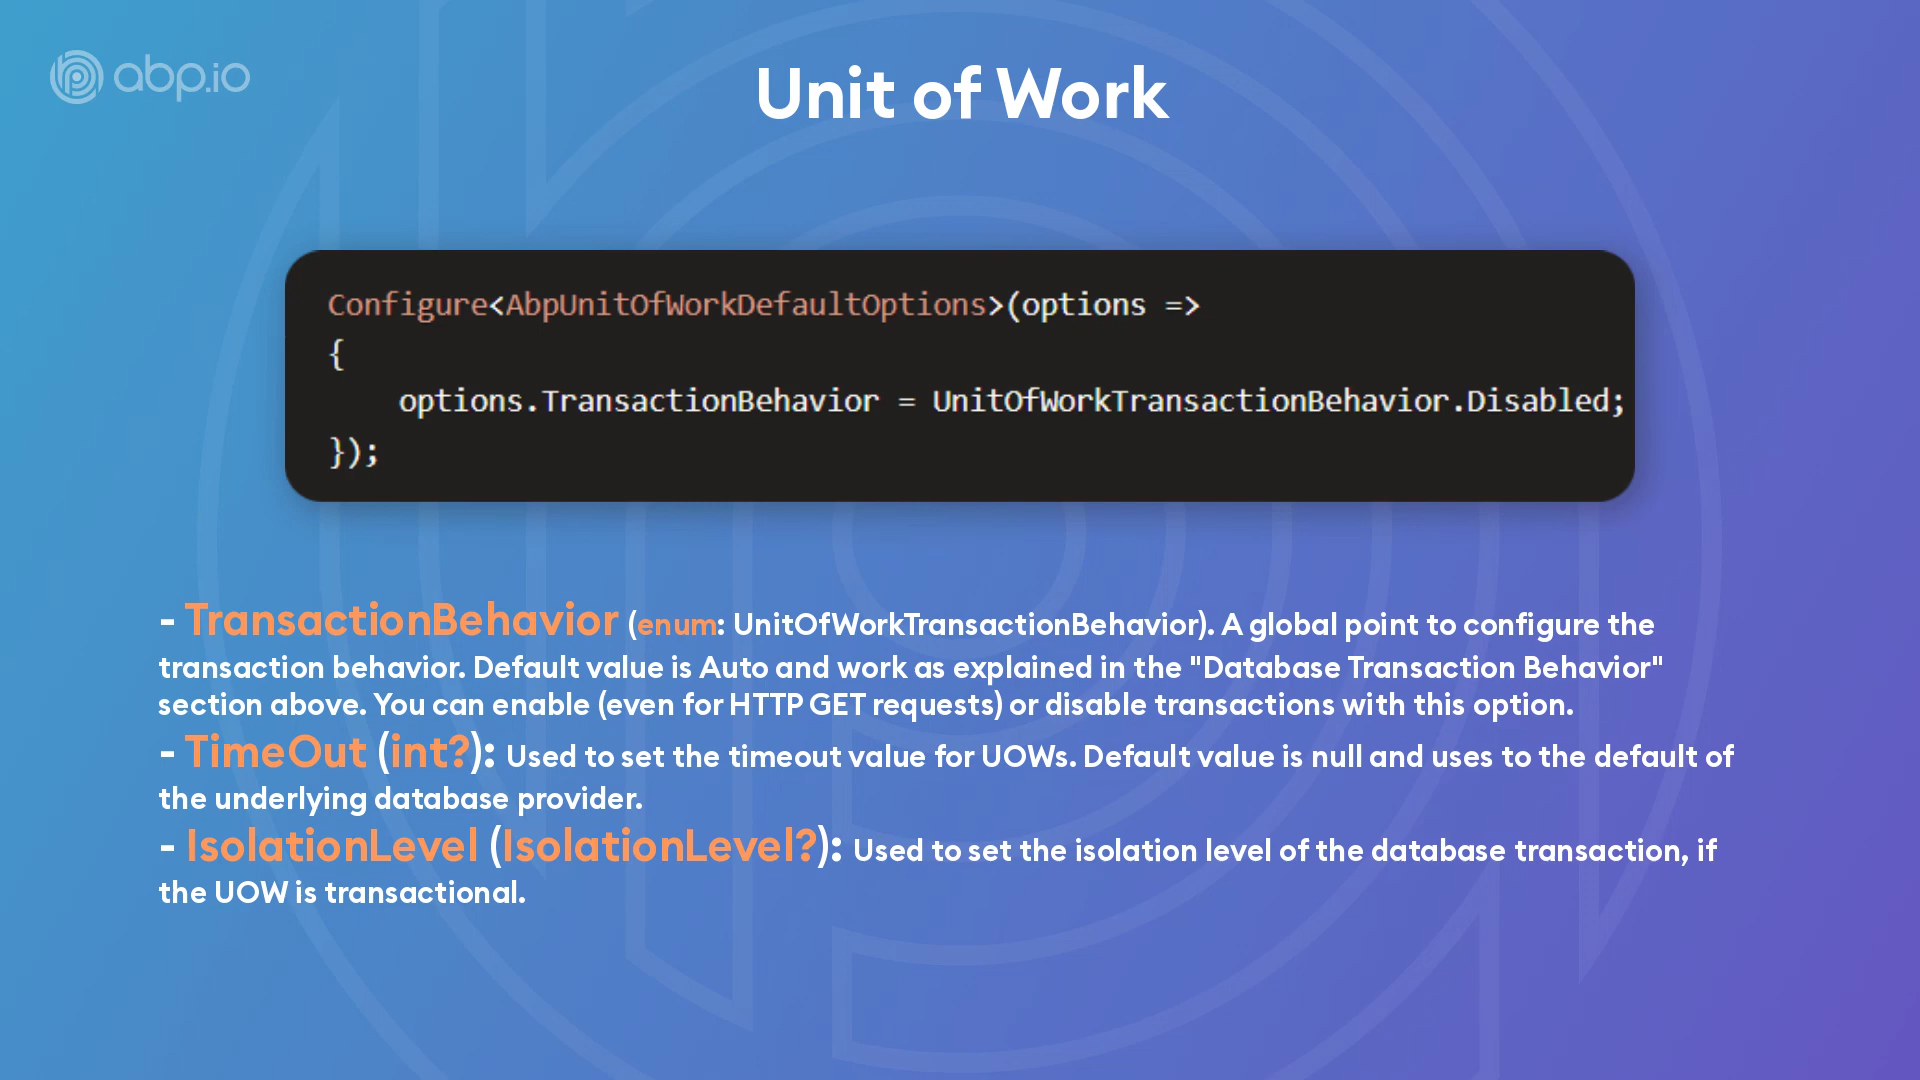 abp.io
Unit of Work
Configure<AbpUnitOfWorkDefaultOptions>(options =>
{
    options.TransactionBehavior = UnitOfWorkTransactionBehavior.Disabled;
});
- TransactionBehavior (enum: UnitOfWorkTransactionBehavior). A global point to configure the
transaction behavior. Default value is Auto and work as explained in the "Database Transaction Behavior"
section above. You can enable (even for HTTP GET requests) or disable transactions with this option.
- TimeOut (int?): Used to set the timeout value for UOWs. Default value is null and uses to the default of
the underlying database provider.
- IsolationLevel (IsolationLevel?): Used to set the isolation level of the database transaction, if
the UOW is transactional.